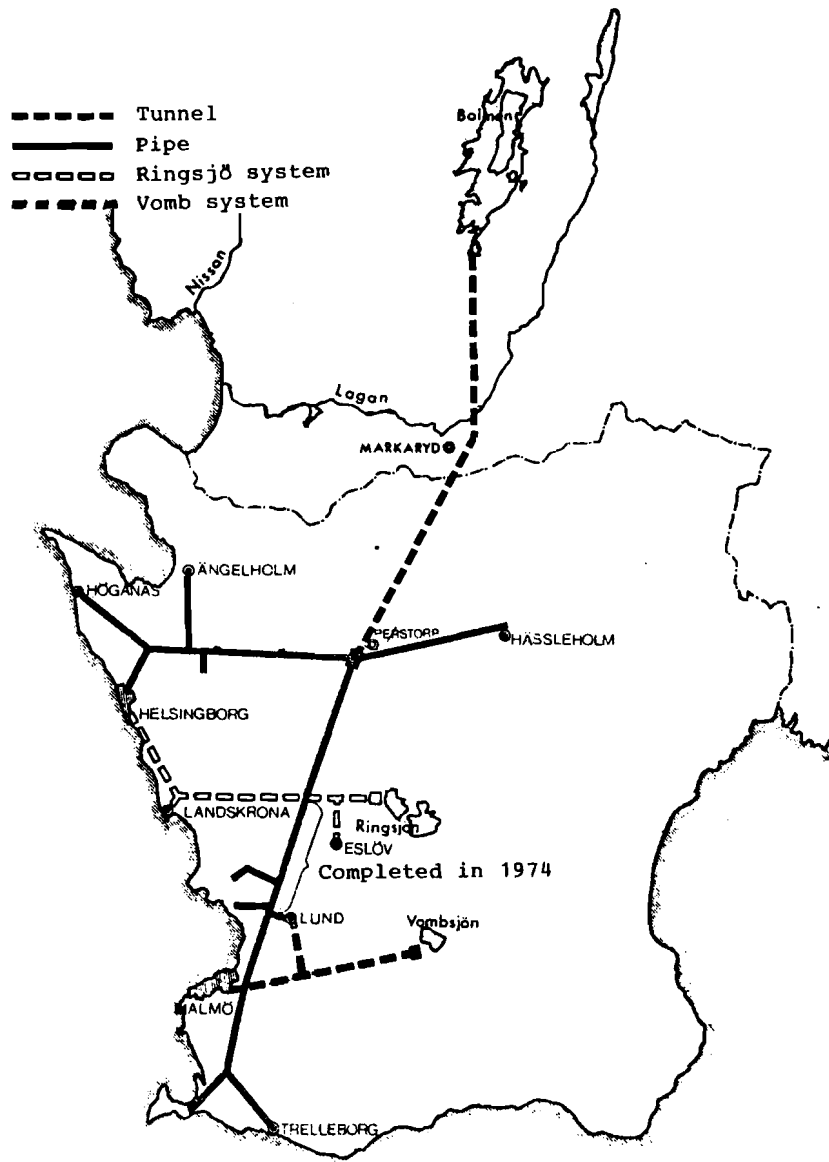 Tunnel
Pipe
Ringsjö system
Vomb system
Bolmen
Nissan
Lagan
MARKARYD
ÄNGELHOLM
HÖGANÄS
PERSTORP
HÄSSLEHOLM
HELSINGBORG
LANDSKRONA
Ringsjön
ESLÖV
Completed in 1974
LUND
Vombsjön
MALMÖ
TRELLEBORG